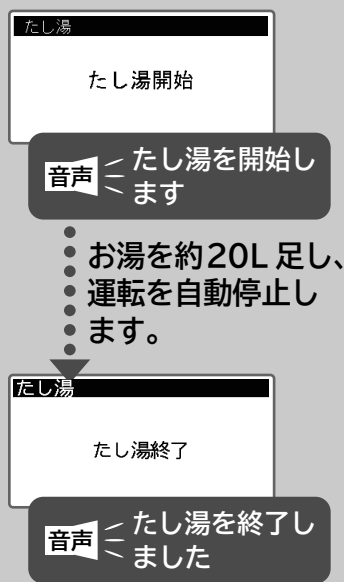 たし湯
たし湯開始
音声
たし湯を開始し
ます
お湯を約20L 足し、
運転を自動停止し
ます。
たし湯
たし湯終了
音声
たし湯を終了し
ました